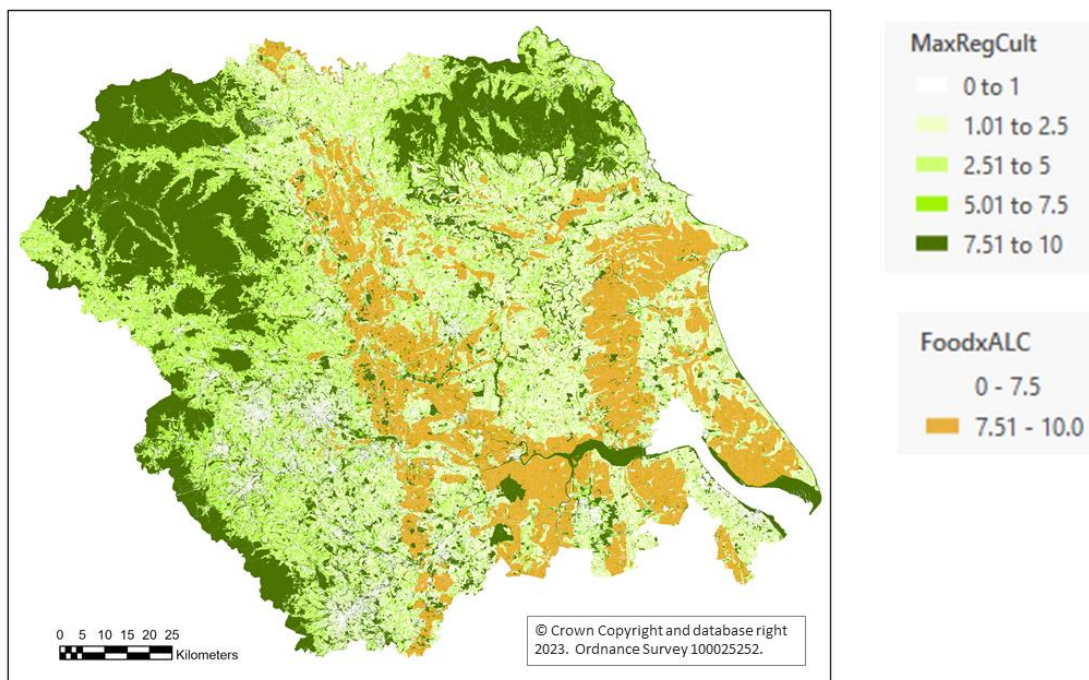 MaxRegCult
0 to 1
1.01 to 2.5
2.51 to 5
5.01 to 7.5
7.51 to 10
FoodxALC
0 - 7.5
7.51 - 10.0
0 5 10 15 20 25
Kilometers
© Crown Copyright and database right
2023. Ordnance Survey 100025252.